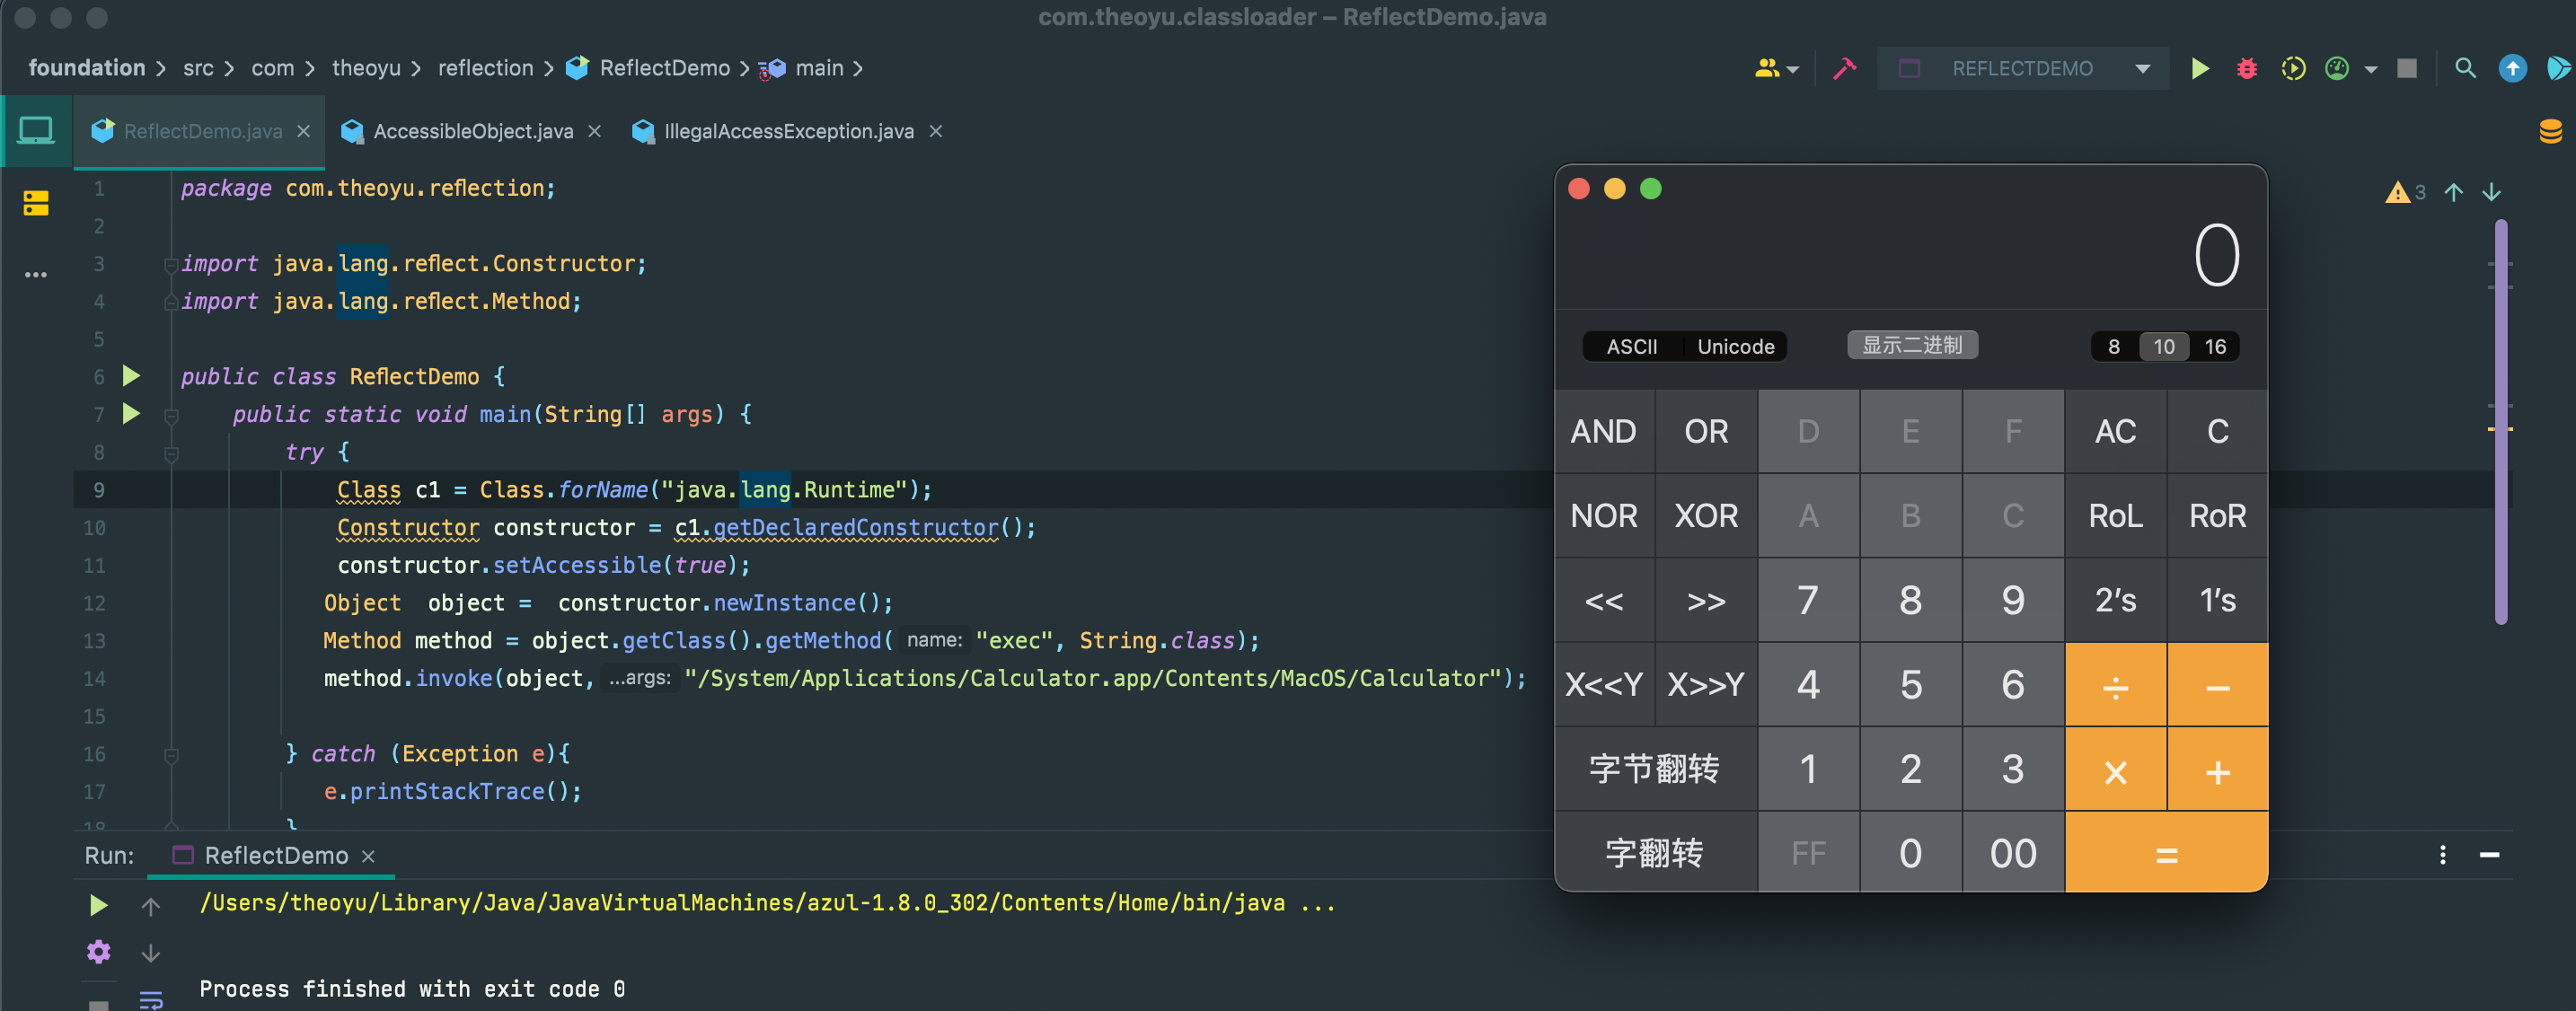 com.theoyu.classloader – ReflectDemo.java
foundation > src > com > theoyu > reflection > ReflectDemo > main >
REFLECTDEMO
ReflectDemo.java × AccessibleObject.java × IllegalAccessException.java ×
3
1 package com.theoyu.reflection;
2
3 import java.lang.reflect.Constructor;
4 import java.lang.reflect.Method;
5
6 public class ReflectDemo {
7 public static void main(String[] args) {
8 try {
9 Class c1 = Class.forName("java.lang.Runtime");
10 Constructor constructor = c1.getDeclaredConstructor();
11 constructor.setAccessible(true);
12 Object object = constructor.newInstance();
13 Method method = object.getClass().getMethod( name: "exec", String.class);
14 method.invoke(object, ...args: "/System/Applications/Calculator.app/Contents/MacOS/Calculator");
15
16 } catch (Exception e){
17 e.printStackTrace();
18 }
0
ASCII Unicode 显示二进制 8 10 16
AND OR D E F AC C
NOR XOR A B C RoL RoR
<< >> 7 8 9 2's 1's
X<<Y X>>Y 4 5 6 ÷ −
字节翻转 1 2 3 × +
字翻转 FF 0 00 =
Run: ReflectDemo ×
/Users/theoyu/Library/Java/JavaVirtualMachines/azul-1.8.0_302/Contents/Home/bin/java ...
Process finished with exit code 0